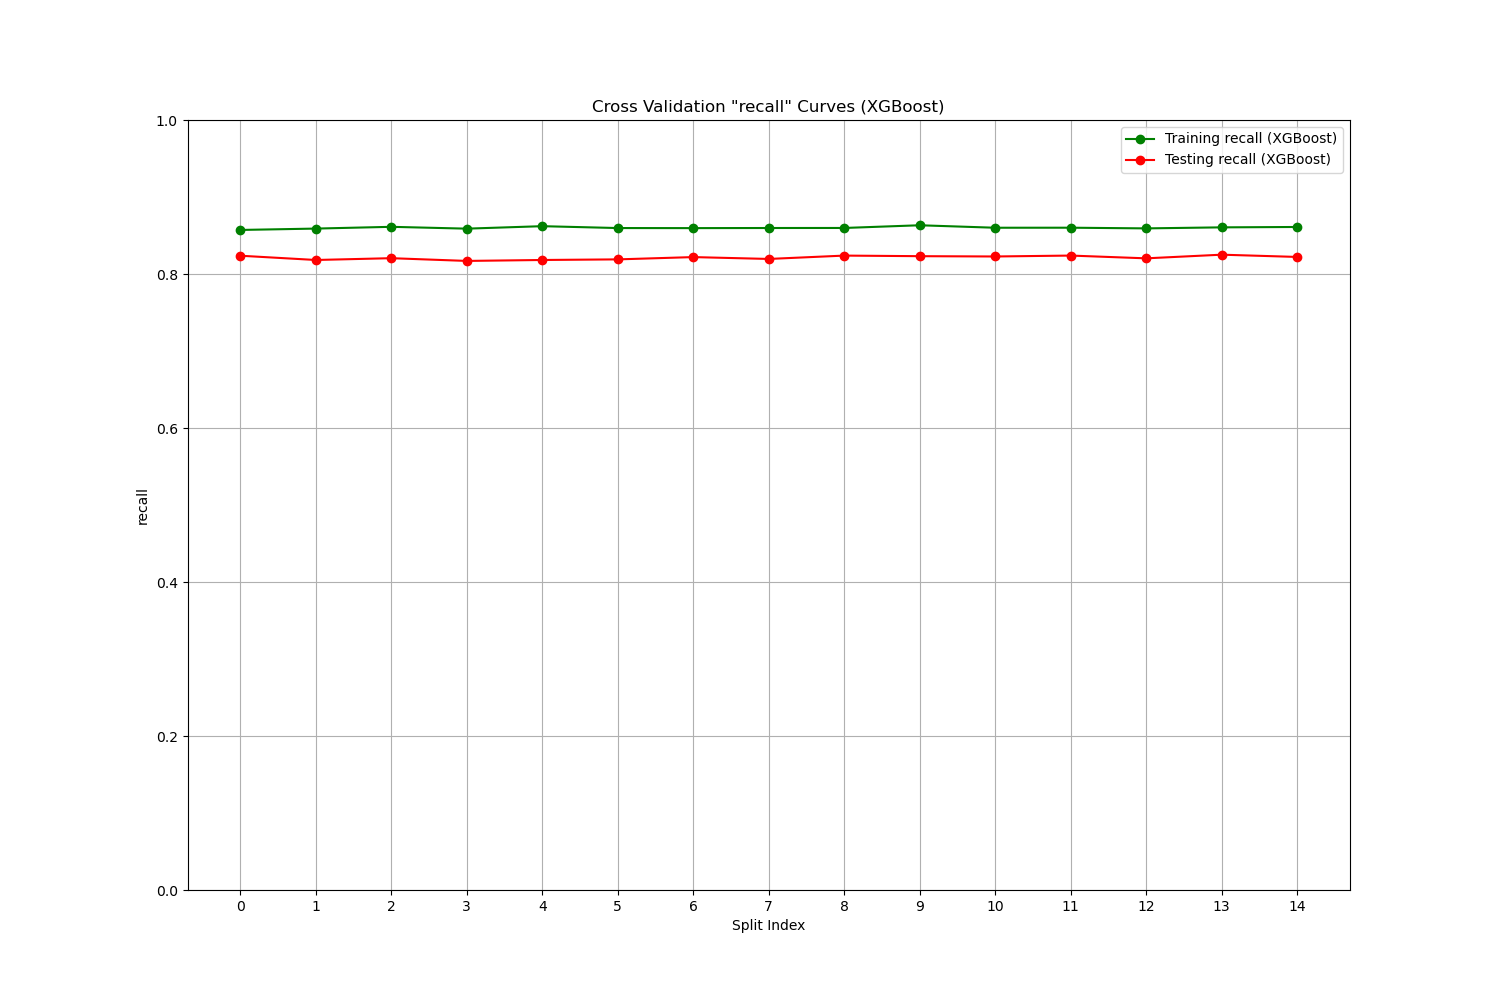 Cross Validation "recall" Curves (XGBoost)
Training recall (XGBoost)
Testing recall (XGBoost)
1.0
0.8
0.6
0.4
0.2
0.0
recall
0 1 2 3 4 5 6 7 8 9 10 11 12 13 14
Split Index